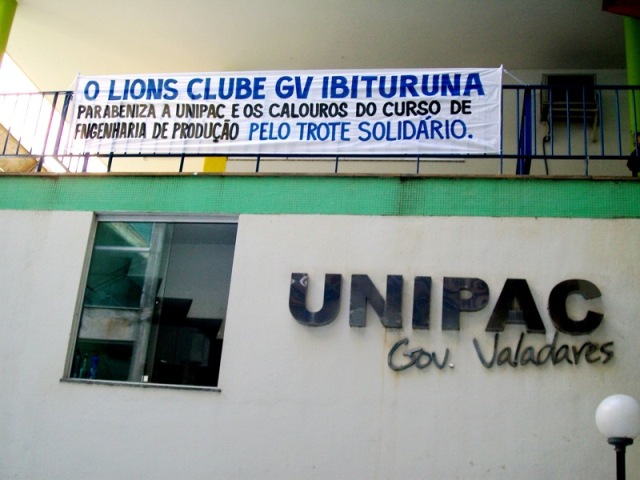 O LIONS CLUBE GV IBITURUNA
PARABENIZA A UNIPAC E OS CALOUROS DO CURSO DE
ENGENHARIA DE PRODUÇÃO PELO TROTE SOLIDÁRIO.
UNIPAC
Gov. Valadares